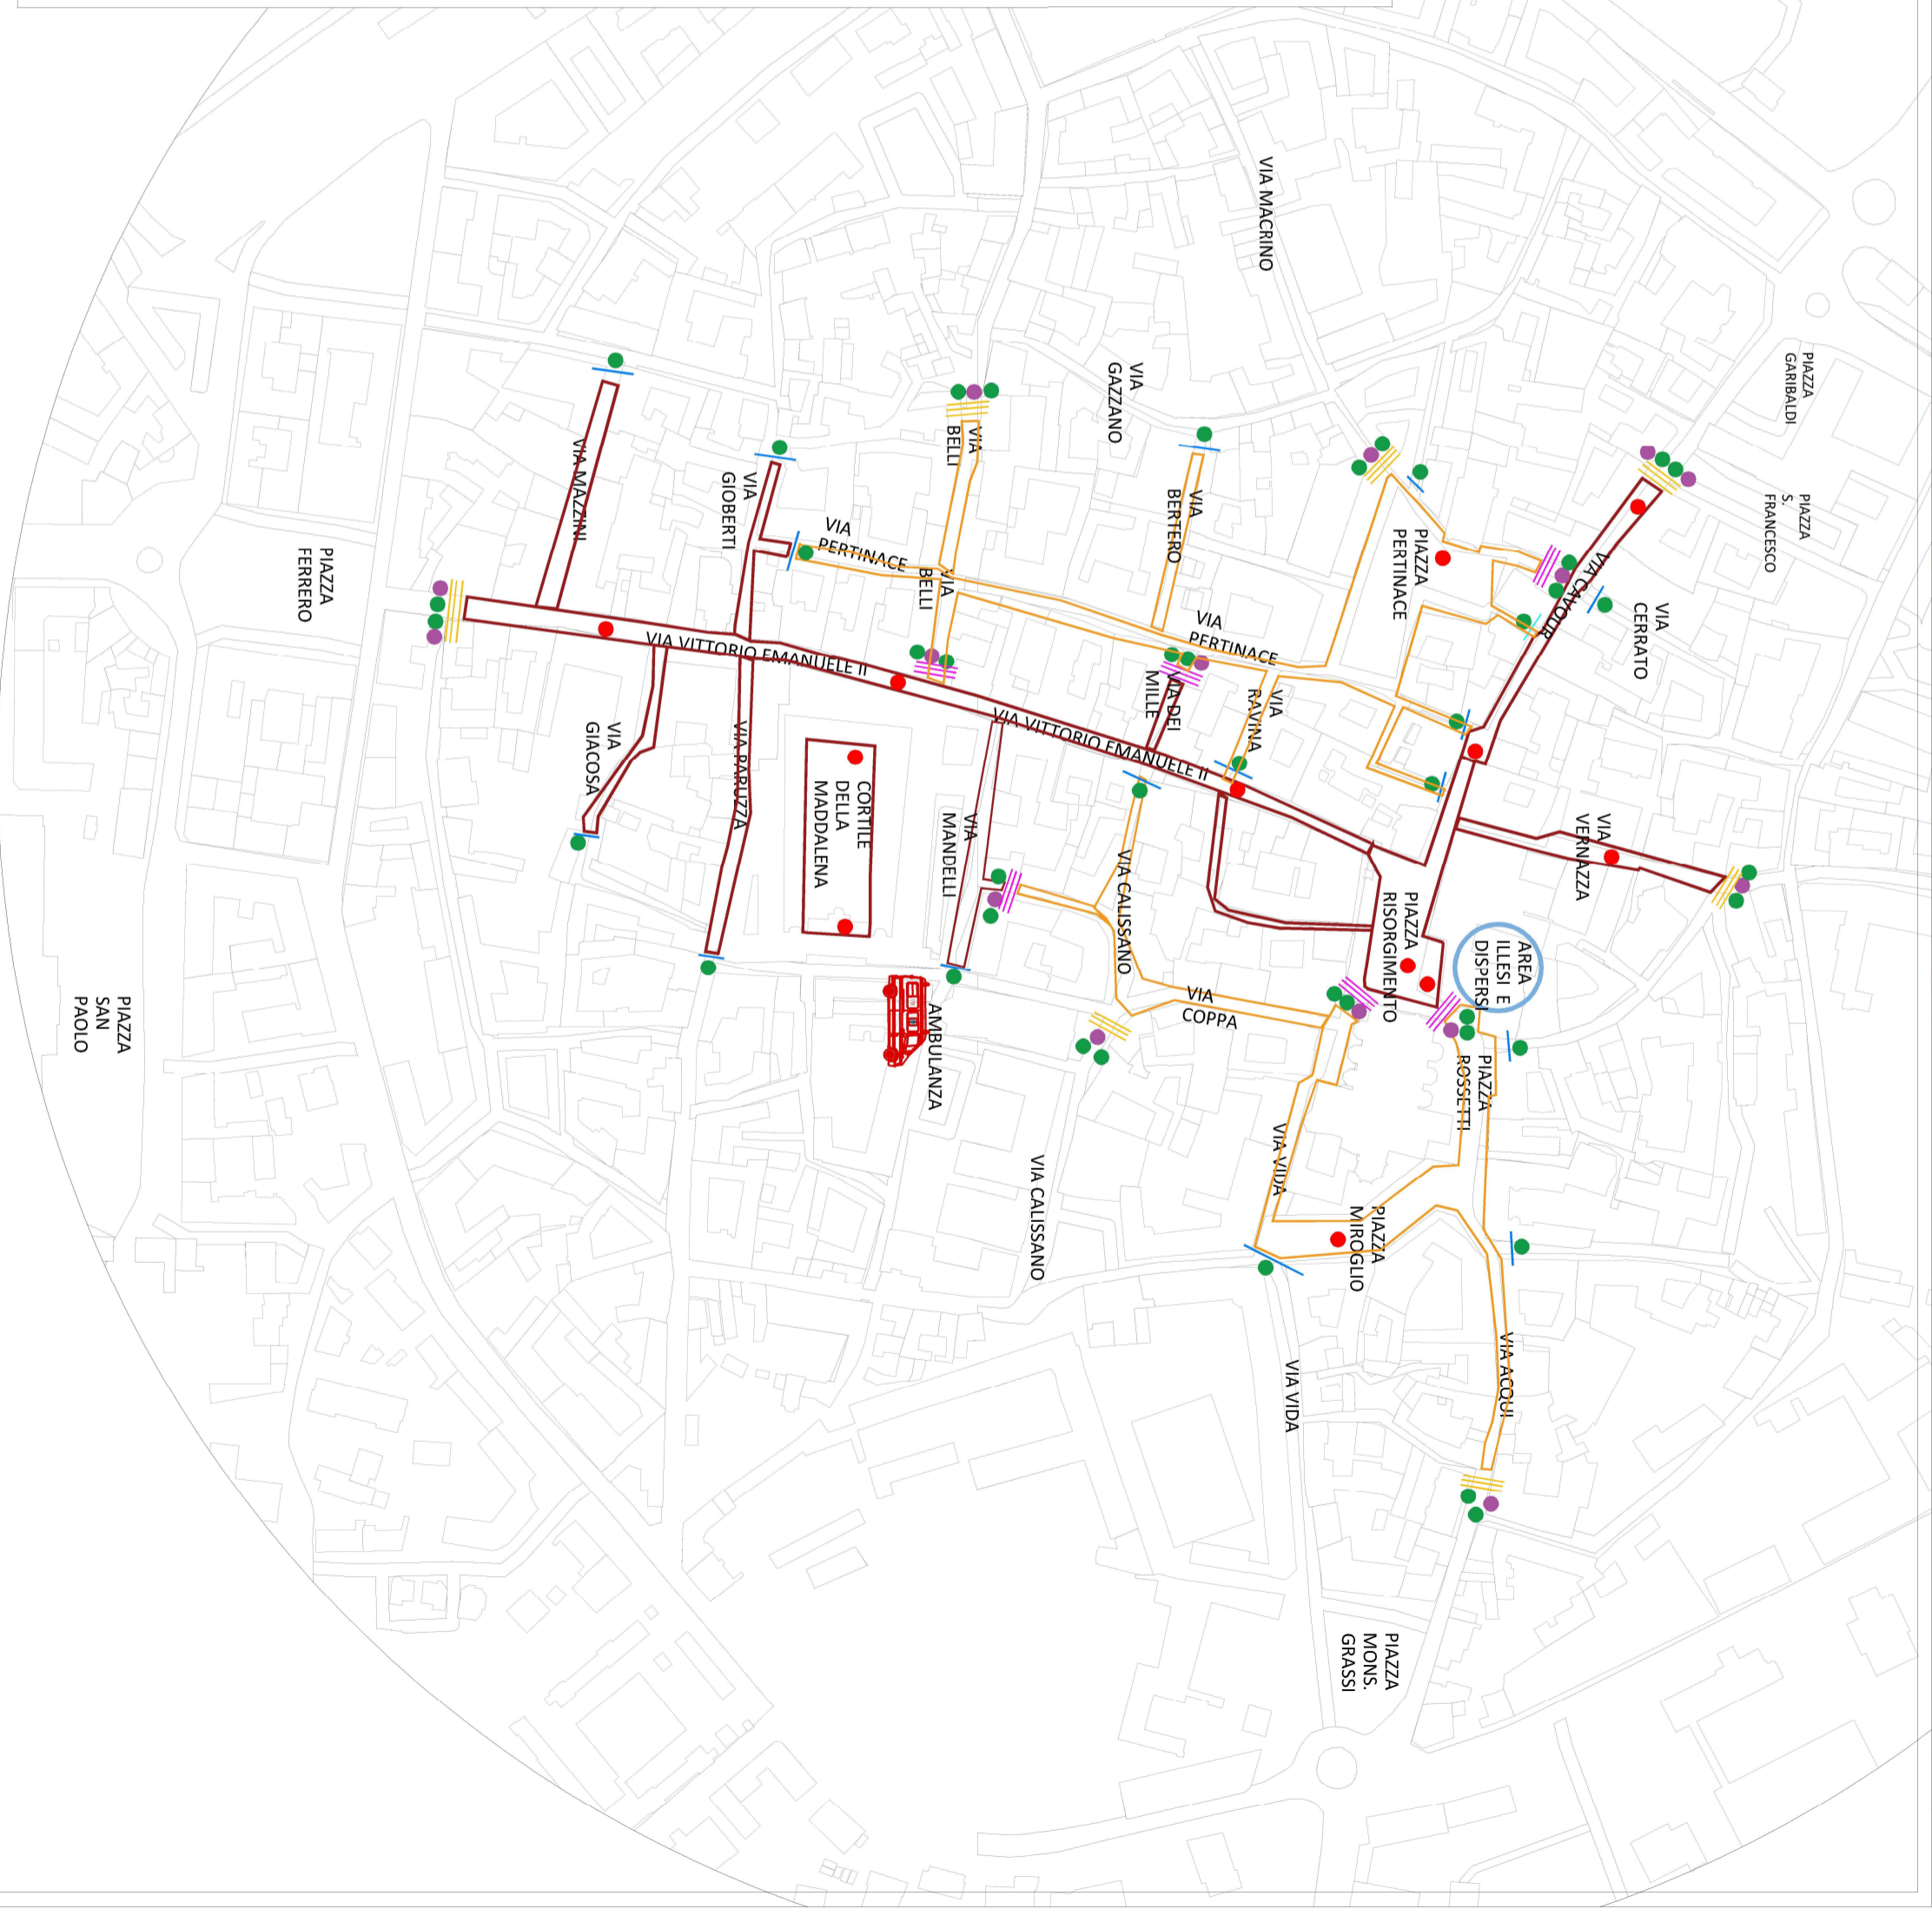 VIA MACRINO
PIAZZA
GARIBALDI
PIAZZA
S.
FRANCESCO
VIA
GAZZANO
VIA
BELLI
VIA MAZZINI
VIA
GIOBERTI
VIA
PERTINACE
VIA
BERTERO
PIAZZA
PERTINACE
VIA CAVOUR
VIA
CERRATO
PIAZZA
FERRERO
VIA
BELLI
VIA
PERTINACE
VIA VITTORIO EMANUELE II
VIA DEI
MILLE
VIA
RAVINA
VIA VITTORIO EMANUELE II
VIA
GIACOSA
VIA PARUZZA
CORTILE
DELLA
MADDALENA
VIA
MANDELLI
VIA CALISSANO
VIA
VERNAZZA
PIAZZA
RISORGIMENTO
AREA
ILLESI E
DISPERSI
VIA
COPPA
PIAZZA
SAN
PAOLO
AMBULANZA
PIAZZA
ROSSETTI
VIA VIDA
VIA CALISSANO
PIAZZA
MIROGLIO
VIA VIDA
VIA ACQUI
PIAZZA
MONS.
GRASSI